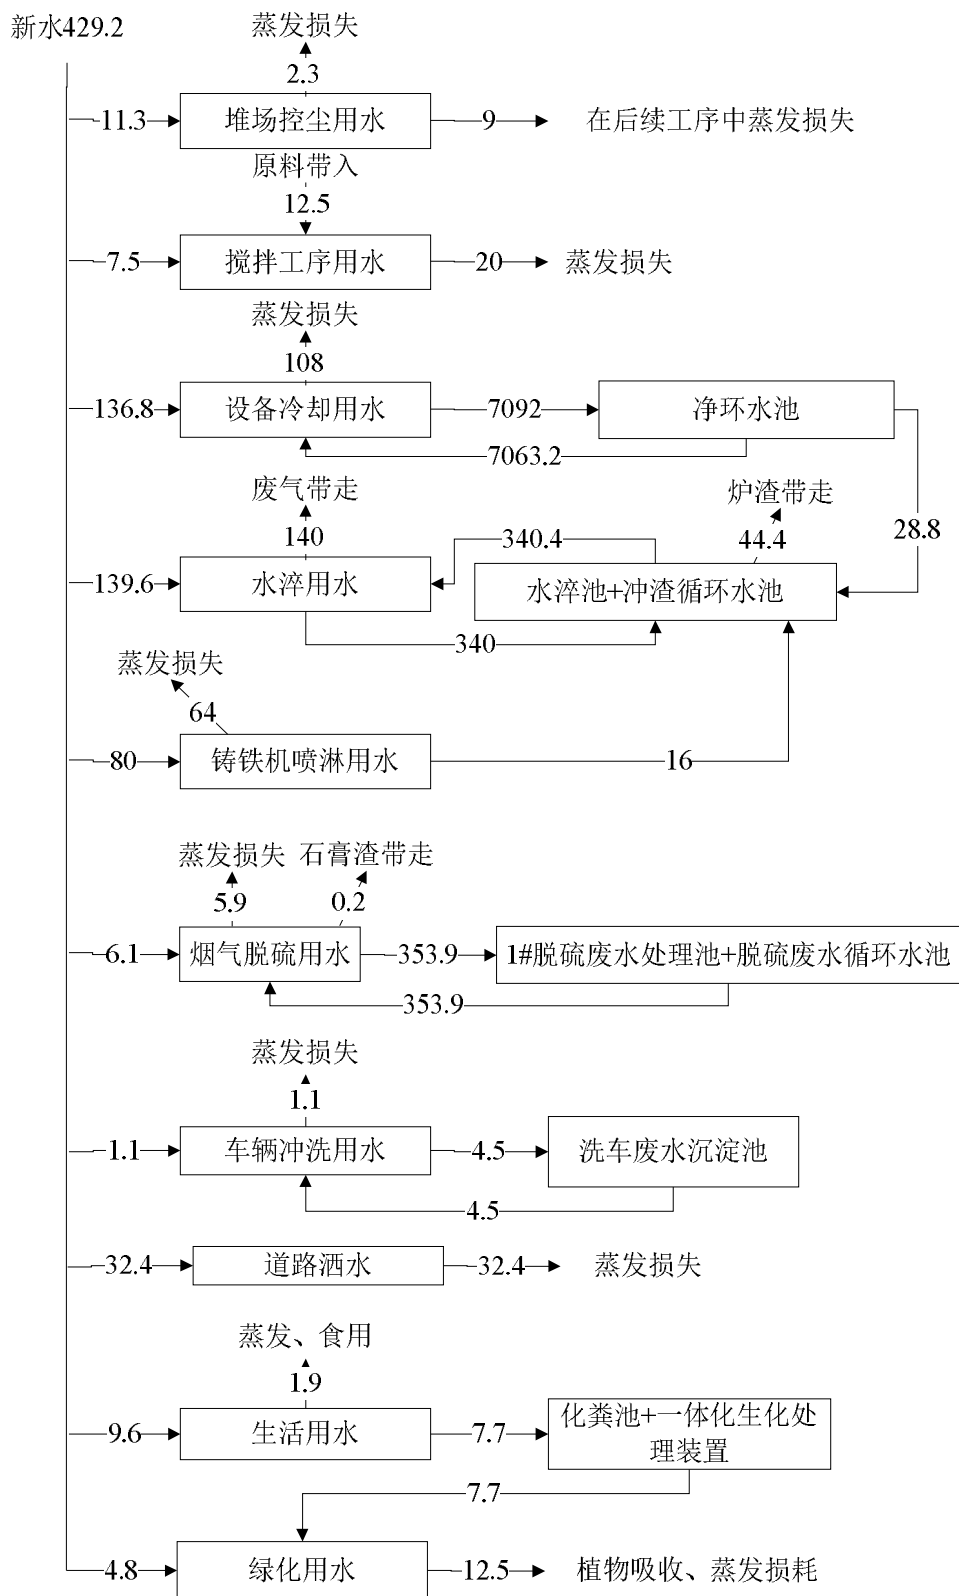 新水429.2
蒸发损失
2.3
11.3
堆场控尘用水
9
在后续工序中蒸发损失
原料带入
12.5
7.5
搅拌工序用水
20
蒸发损失
蒸发损失
108
136.8
设备冷却用水
7092
净环水池
7063.2
废气带走
炉渣带走
140
340.4
44.4
28.8
139.6
水淬用水
水淬池+冲渣循环水池
340
蒸发损失
64
80
铸铁机喷淋用水
16
蒸发损失
石膏渣带走
5.9
0.2
6.1
烟气脱硫用水
353.9
1#脱硫废水处理池+脱硫废水循环水池
353.9
蒸发损失
1.1
1.1
车辆冲洗用水
4.5
洗车废水沉淀池
4.5
32.4
道路洒水
32.4
蒸发损失
蒸发、食用
1.9
9.6
生活用水
7.7
化粪池+一体化生化处
理装置
7.7
4.8
绿化用水
12.5
植物吸收、蒸发损耗